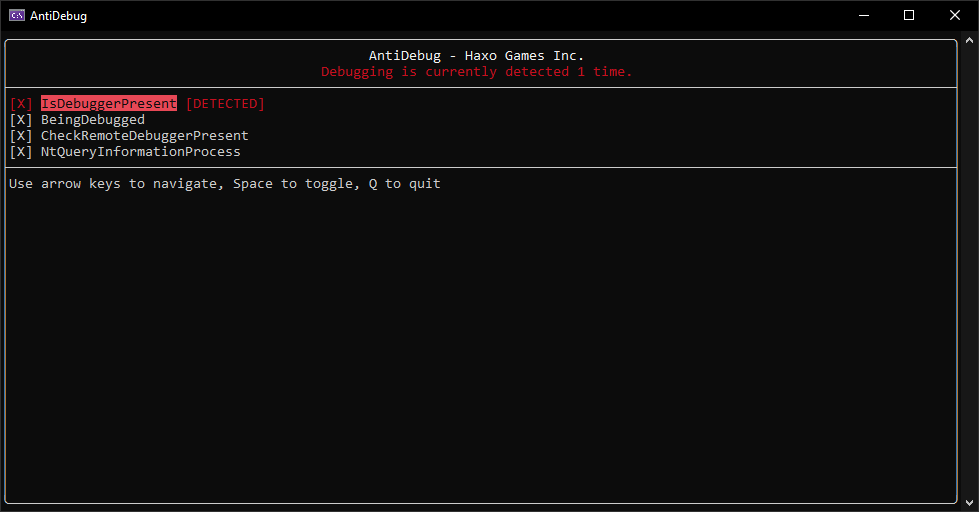 AntiDebug
AntiDebug - Haxo Games Inc.
Debugging is currently detected 1 time.
[X] IsDebuggerPresent [DETECTED]
[X] BeingDebugged
[X] CheckRemoteDebuggerPresent
[X] NtQueryInformationProcess
Use arrow keys to navigate, Space to toggle, Q to quit